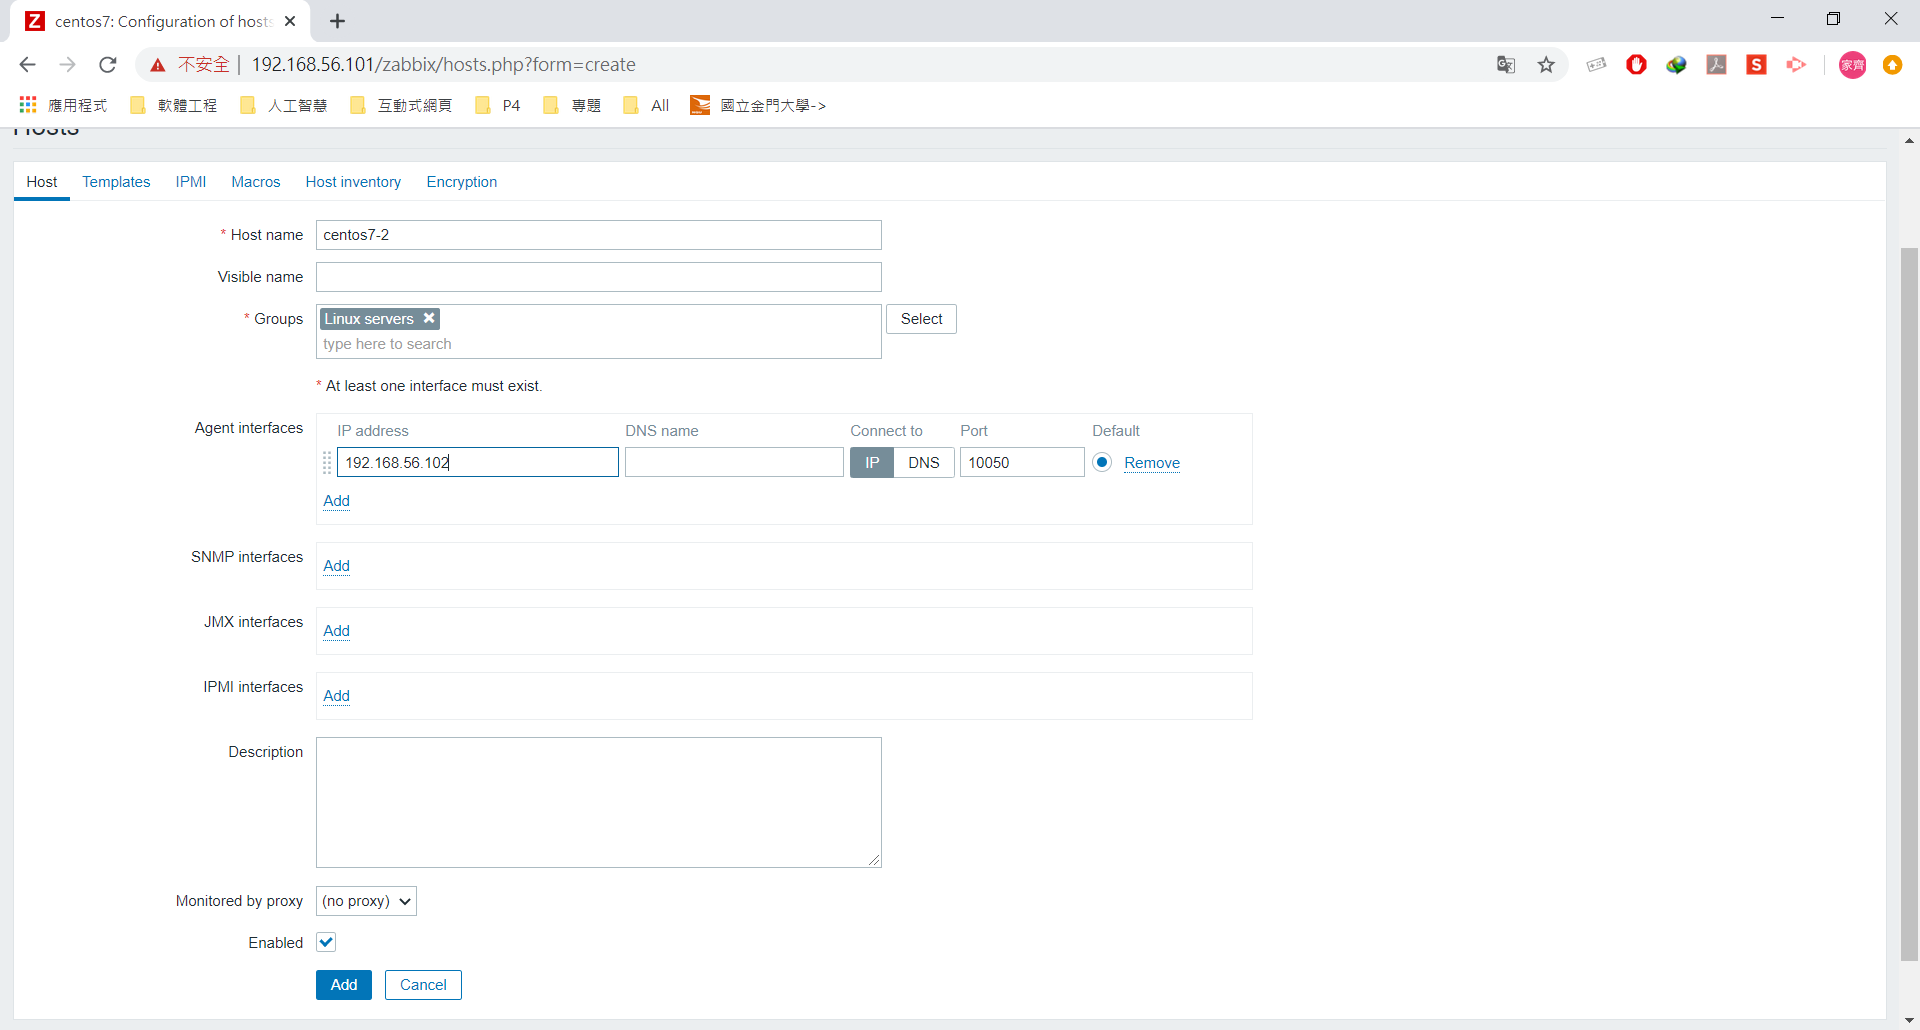 Z centos7: Configuration of hosts
不安全 | 192.168.56.101/zabbix/hosts.php?form=create
家齊
應用程式 軟體工程 人工智慧 互動式網頁 P4 專題 All 國立金門大學->
Hosts
Host Templates IPMI Macros Host inventory Encryption
* Host name centos7-2
Visible name
* Groups Linux servers Select
type here to search
* At least one interface must exist.
Agent interfaces IP address DNS name Connect to Port Default
192.168.56.102 IP DNS 10050 Remove
Add
SNMP interfaces Add
JMX interfaces Add
IPMI interfaces Add
Description
Monitored by proxy (no proxy)
Enabled
Add Cancel